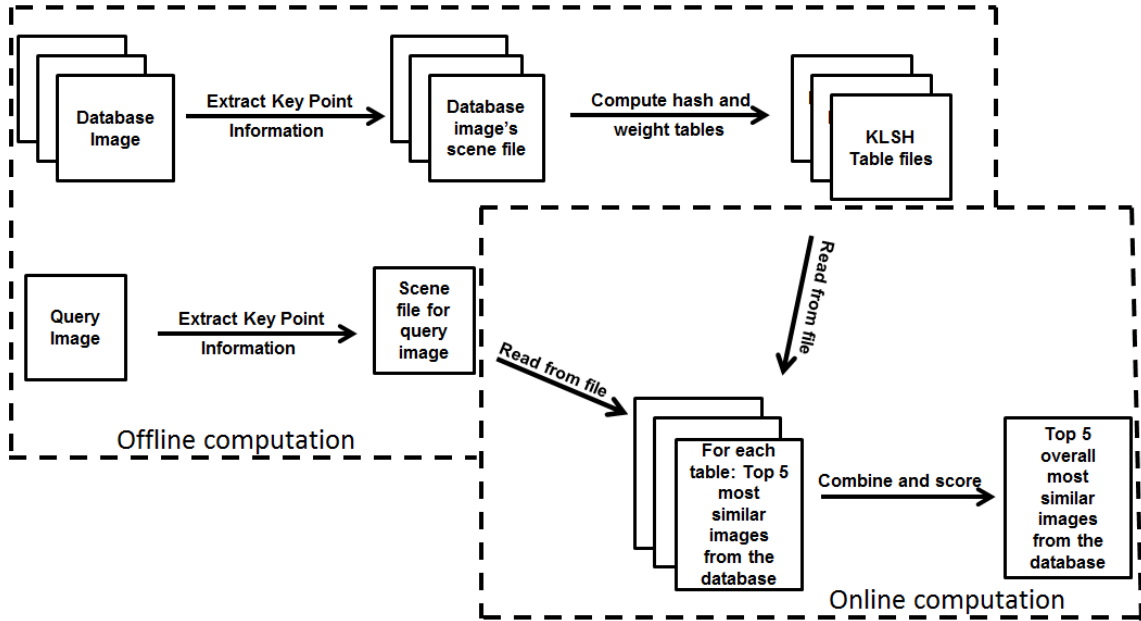 Database
Image
Extract Key Point
Information
Database
image's
scene file
Compute hash and
weight tables
KLSH
Table files
Query
Image
Extract Key Point
Information
Scene
file for
query
image
Read from file
Read from file
Offline computation
For each
table: Top 5
most
similar
images
from the
database
Combine and score
Top 5
overall
most
similar
images
from the
database
Online computation